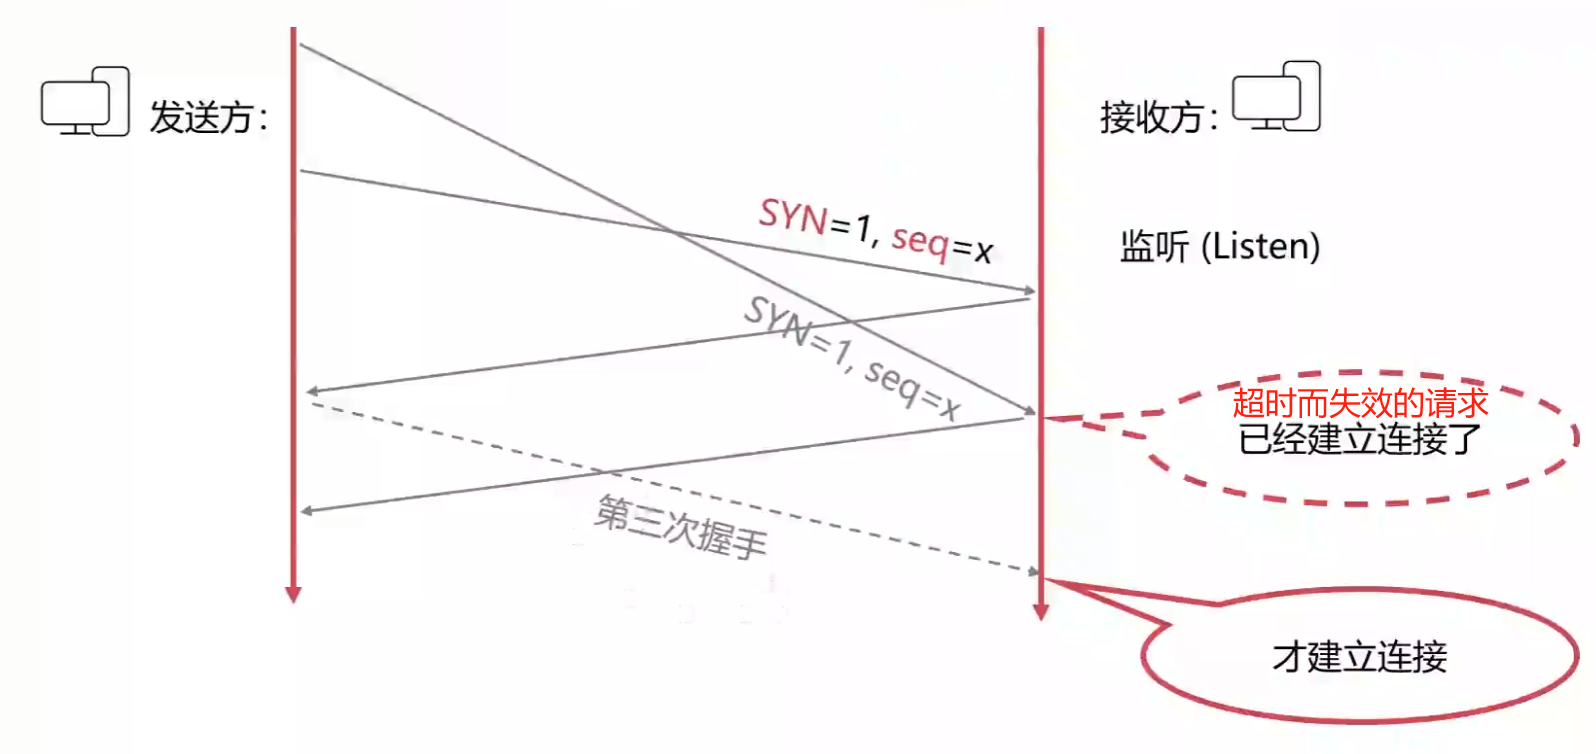 发送方:
接收方:
SYN=1, seq=x
监听 (Listen)
SYN=1, seq=x
超时而失效的请求
已经建立连接了
第三次握手
才建立连接